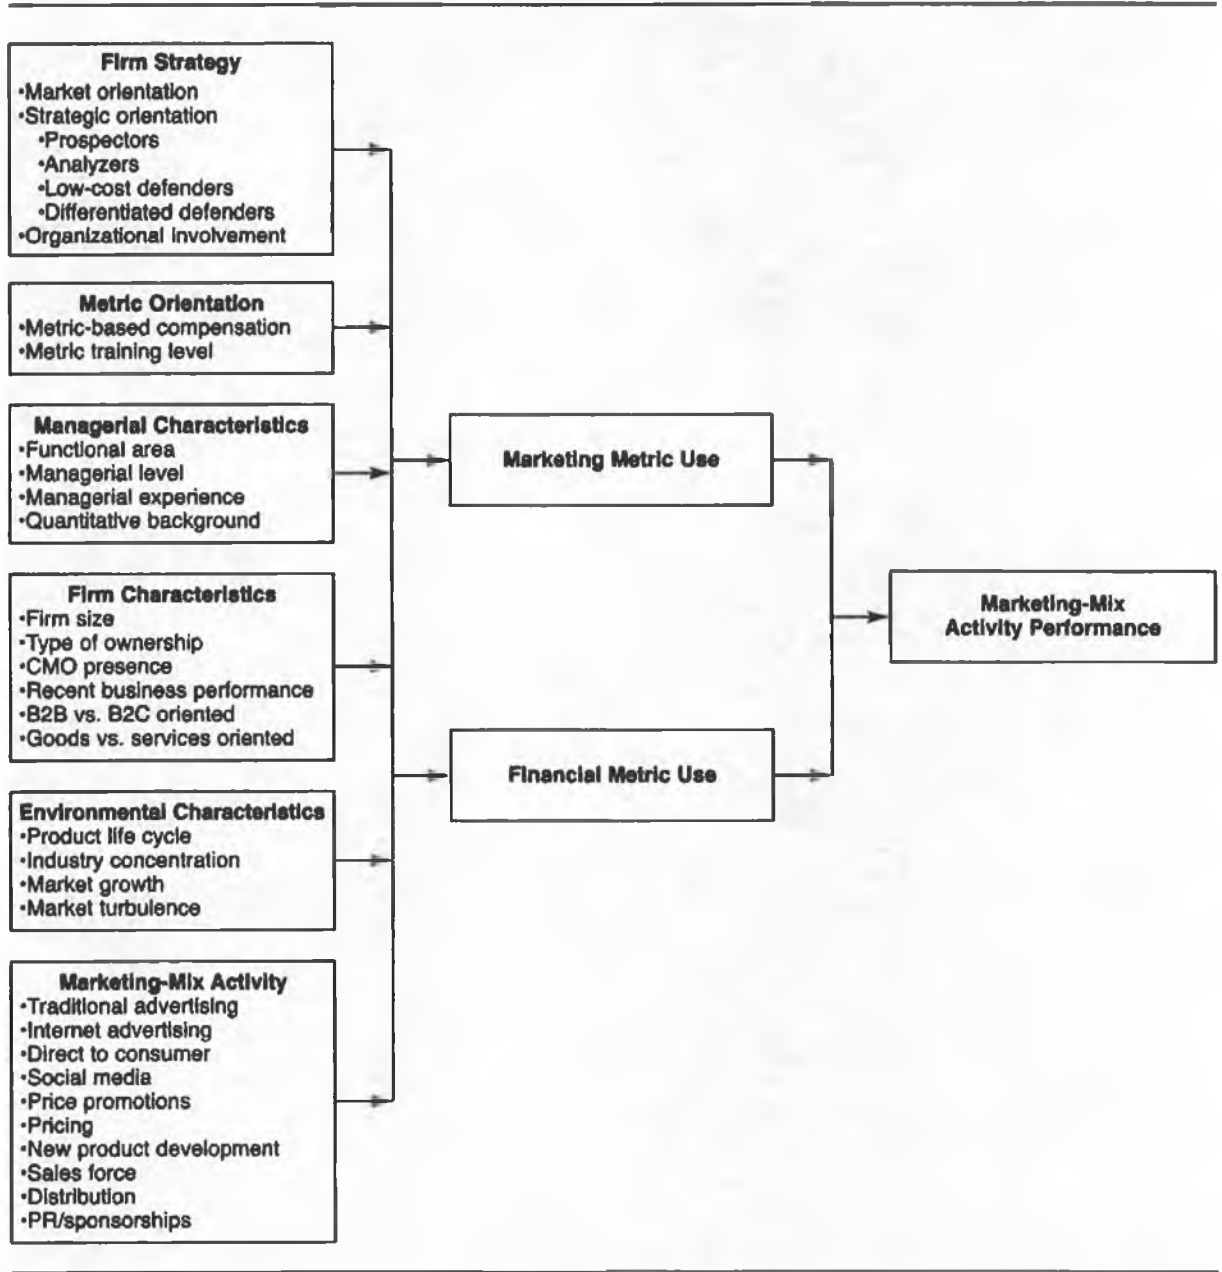 Firm Strategy
•Market orientation
•Strategic orientation
•Prospectors
•Analyzers
•Low-cost defenders
•Differentiated defenders
•Organizational involvement
Metric Orientation
•Metric-based compensation
•Metric training level
Managerial Characteristics
•Functional area
•Managerial level
•Managerial experience
•Quantitative background
Firm Characteristics
•Firm size
•Type of ownership
•CMO presence
•Recent business performance
•B2B vs. B2C oriented
•Goods vs. services oriented
Environmental Characteristics
•Product life cycle
•Industry concentration
•Market growth
•Market turbulence
Marketing-Mix Activity
•Traditional advertising
•Internet advertising
•Direct to consumer
•Social media
•Price promotions
•Pricing
•New product development
•Sales force
•Distribution
•PR/sponsorships
Marketing Metric Use
Financial Metric Use
Marketing-Mix
Activity Performance